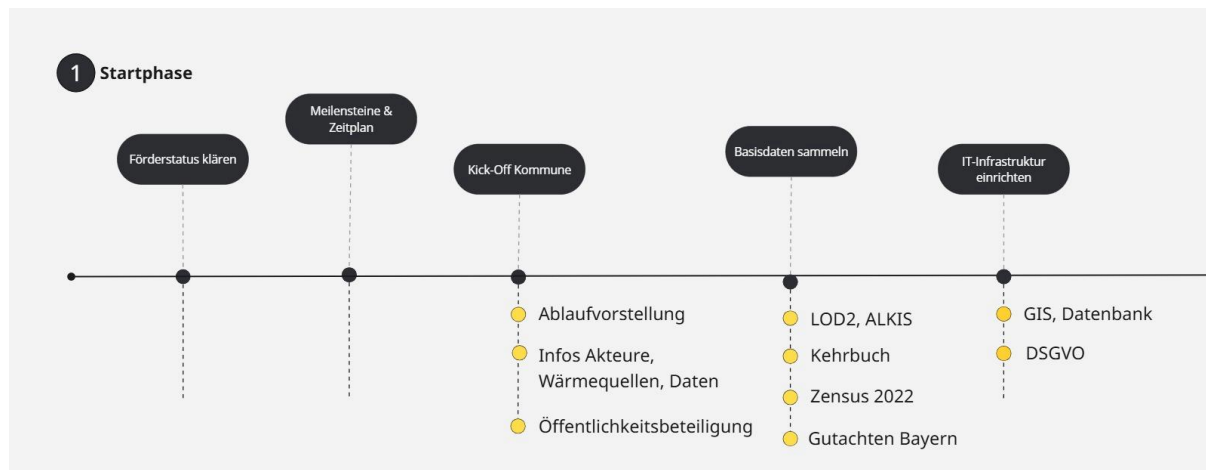 1 Startphase
Förderstatus klären
Meilensteine &
Zeitplan
Kick-Off Kommune
Basisdaten sammeln
IT-Infrastruktur
einrichten
Ablaufvorstellung
Infos Akteure,
Wärmequellen, Daten
Öffentlichkeitsbeteiligung
LOD2, ALKIS
Kehrbuch
Zensus 2022
Gutachten Bayern
GIS, Datenbank
DSGVO